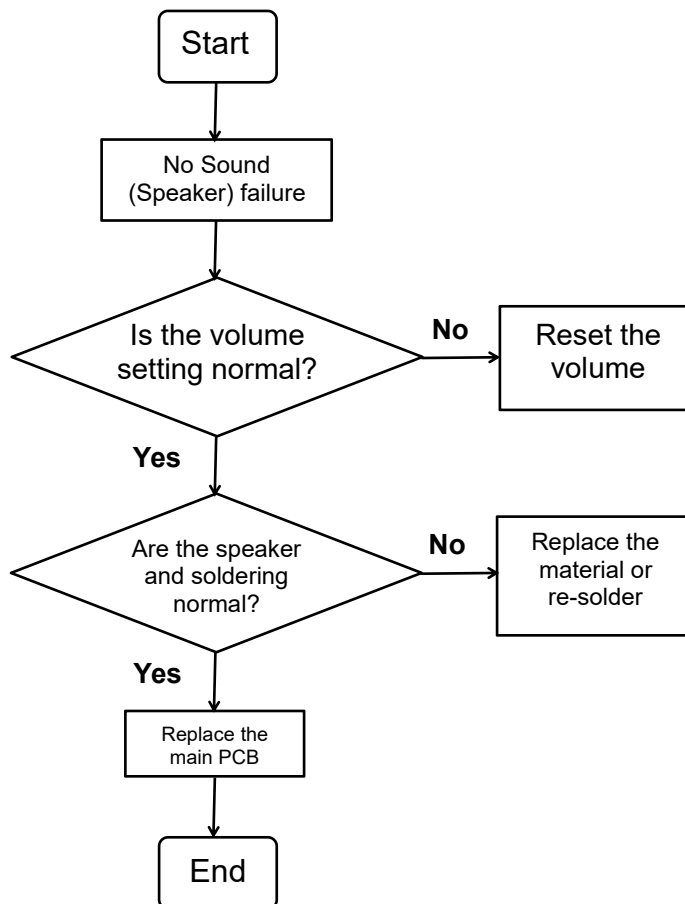 Start
No Sound
(Speaker) failure
Is the volume
setting normal?
No
Reset the
volume
Yes
Are the speaker
and soldering
normal?
No
Replace the
material or
re-solder
Yes
Replace the
main PCB
End